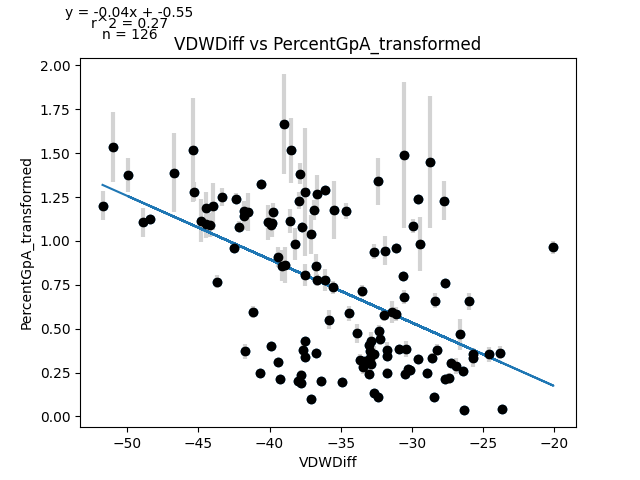 y = -0.04x + -0.55
r^2 = 0.27
n = 126
VDWDiff vs PercentGpA_transformed
2.00
1.75
1.50
1.25
1.00
0.75
0.50
0.25
0.00
PercentGpA_transformed
−50 −45 −40 −35 −30 −25 −20
VDWDiff